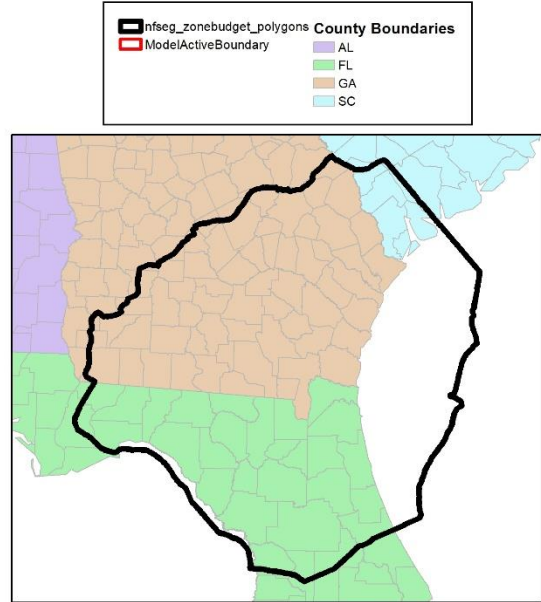 nfseg_zonebudget_polygons
ModelActiveBoundary
County Boundaries
AL
FL
GA
SC